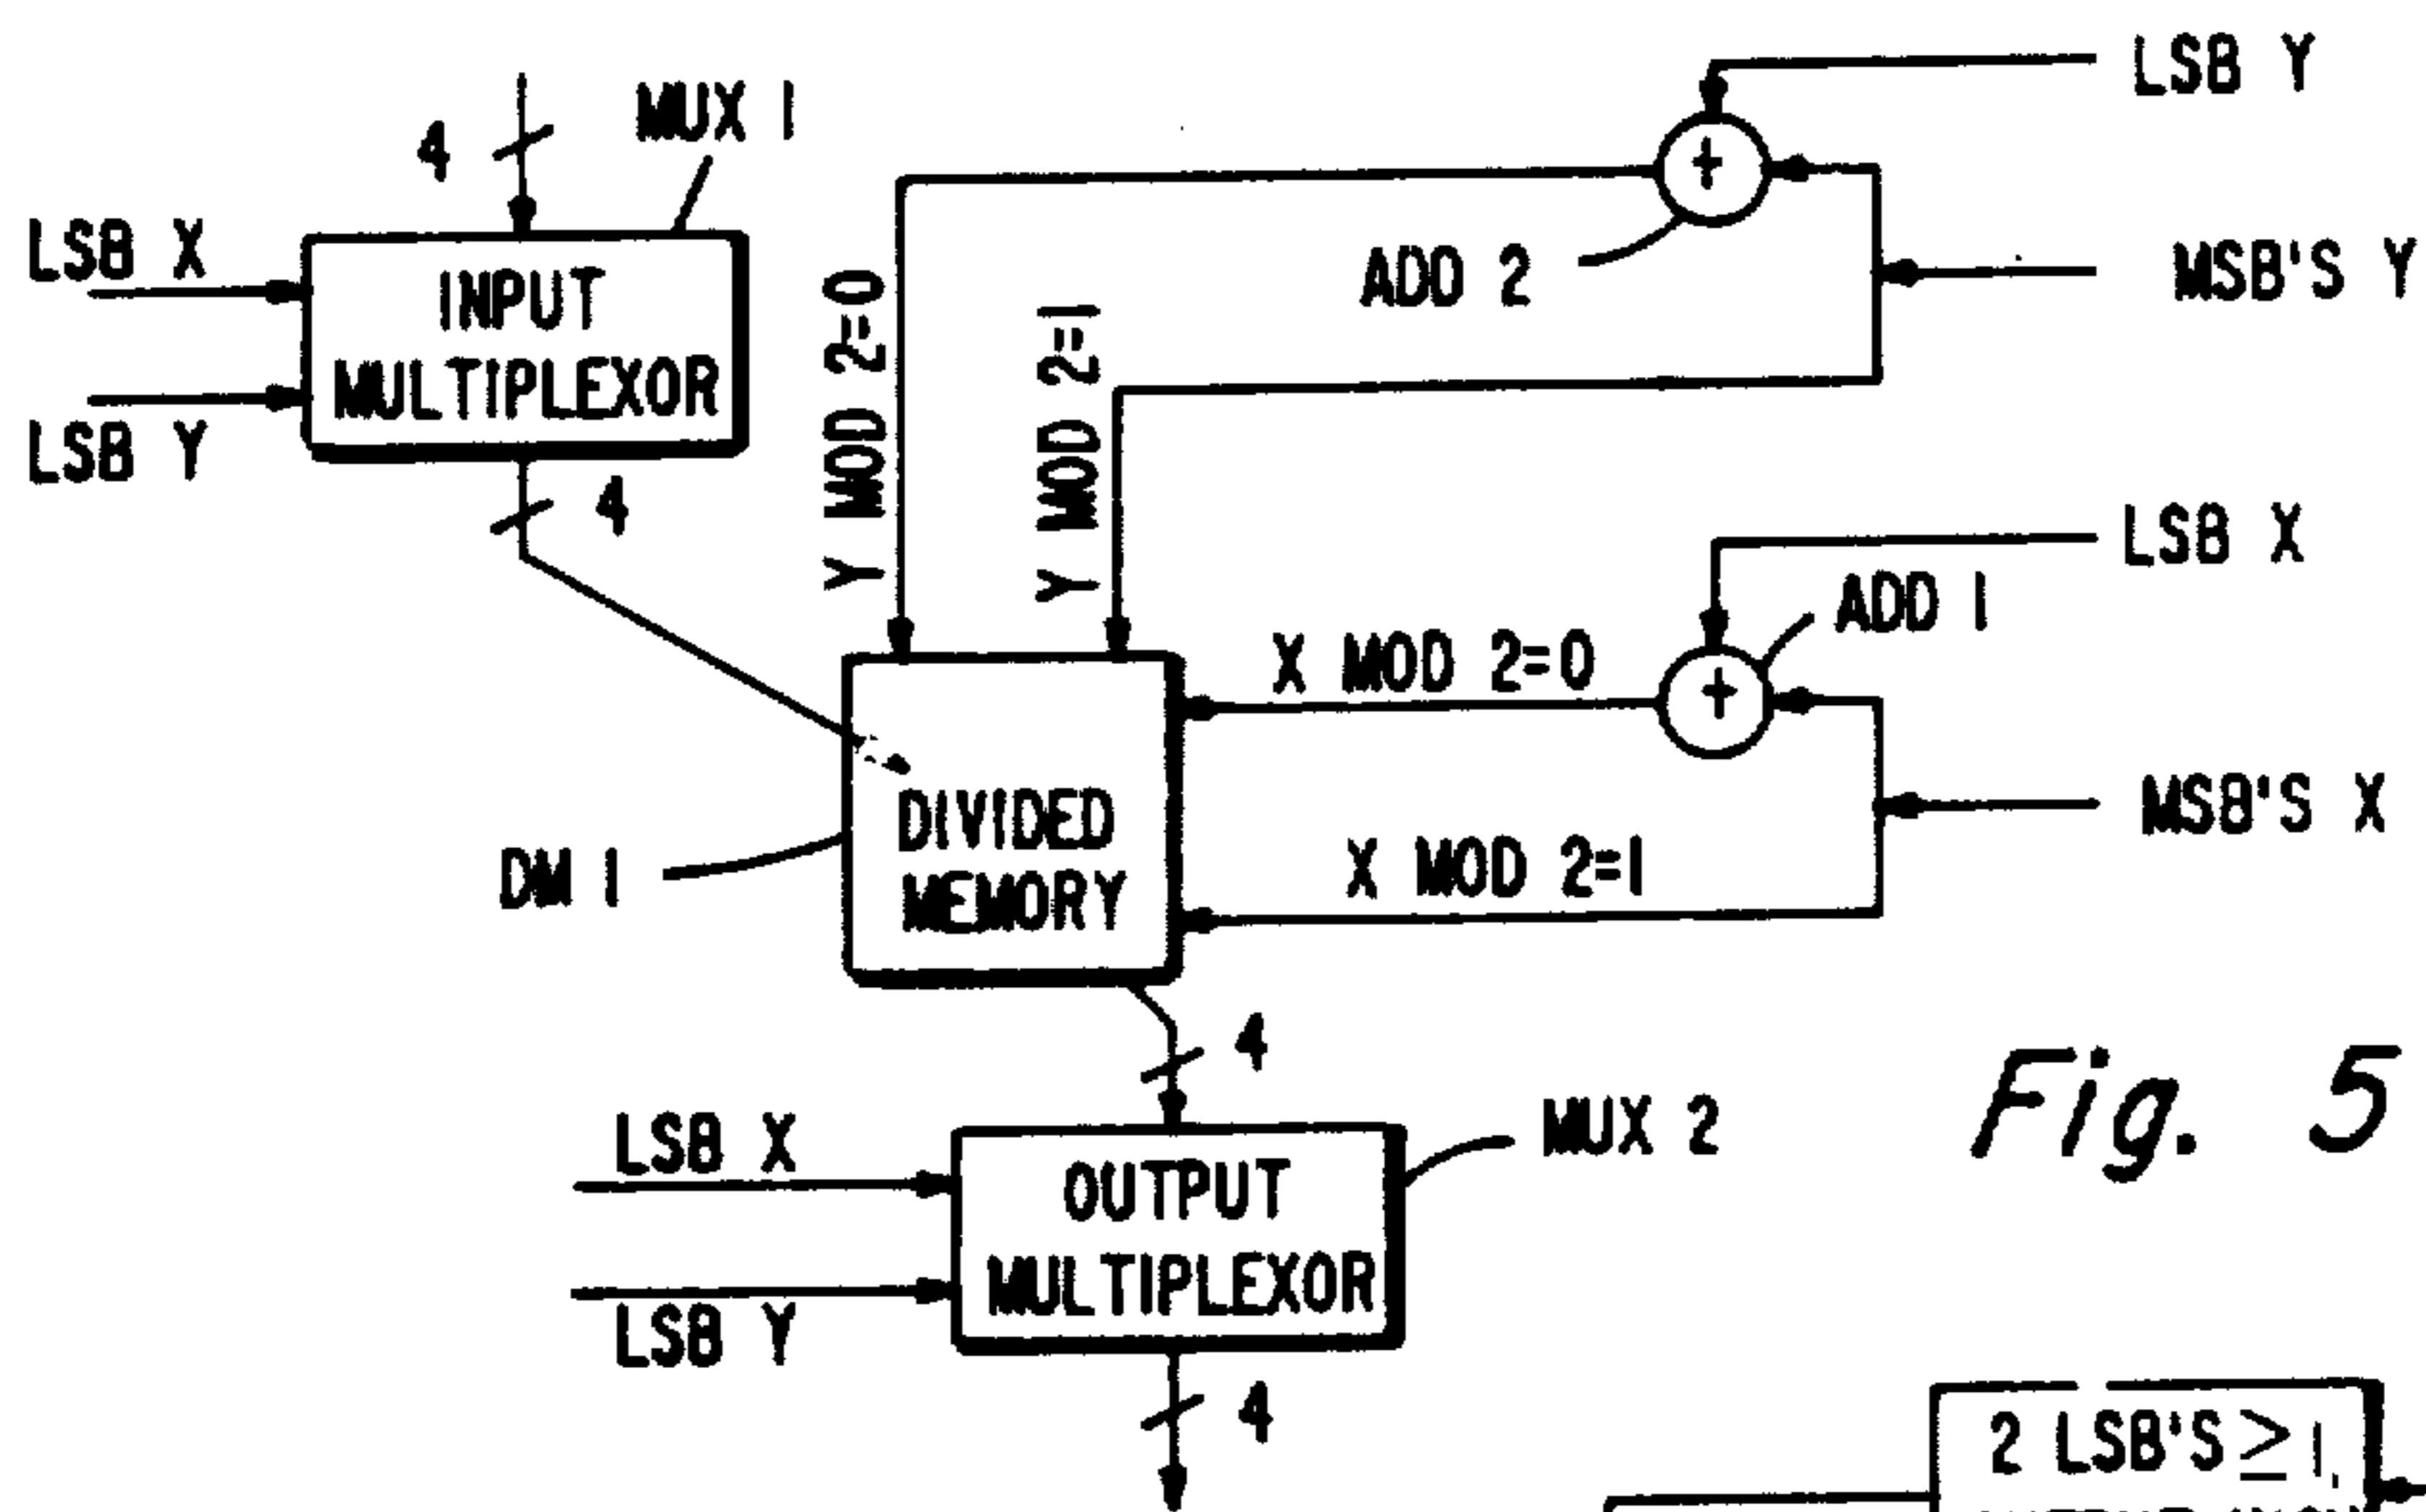 LSB Y
MUX 1
4
LSB X
INPUT
MULTIPLEXOR
LSB Y
4
Y MOD 2=0
Y MOD 2=1
ADD 2
MSB'S Y
LSB X
ADD 1
X MOD 2=0
MSB'S X
X MOD 2=1
DIVIDED
MEMORY
DM 1
4
Fig. 5
MUX 2
LSB X
OUTPUT
MULTIPLEXOR
LSB Y
4
2 LSB'S ≥ 1,